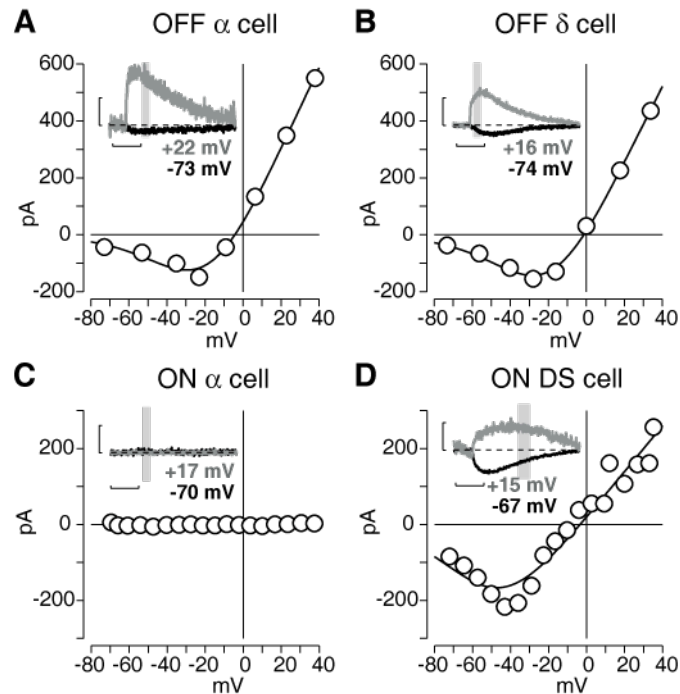 A
OFF α cell
600
400
200
0
-200
pA
+22 mV
-73 mV
-80 -60 -40 -20 0 20 40
mV
B
OFF δ cell
600
400
200
0
-200
pA
+16 mV
-74 mV
-80 -60 -40 -20 0 20 40
mV
C
ON α cell
200
0
-200
pA
+17 mV
-70 mV
-80 -60 -40 -20 0 20 40
mV
D
ON DS cell
200
0
-200
pA
+15 mV
-67 mV
-80 -60 -40 -20 0 20 40
mV